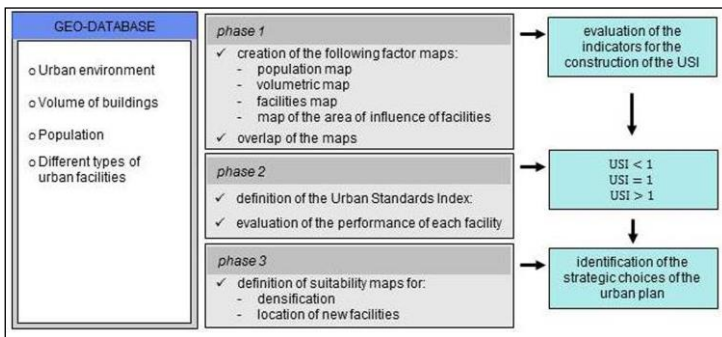 GEO-DATABASE
○ Urban environment
○ Volume of buildings
○ Population
○ Different types of
urban facilities
phase 1
✓ creation of the following factor maps:
- population map
- volumetric map
- facilities map
- map of the area of influence of facilities
✓ overlap of the maps
phase 2
✓ definition of the Urban Standards Index:
✓ evaluation of the performance of each facility
phase 3
✓ definition of suitability maps for:
- densification
- location of new facilities
evaluation of the
indicators for the
construction of the USI
USI < 1
USI = 1
USI > 1
identification of the
strategic choices of the
urban plan